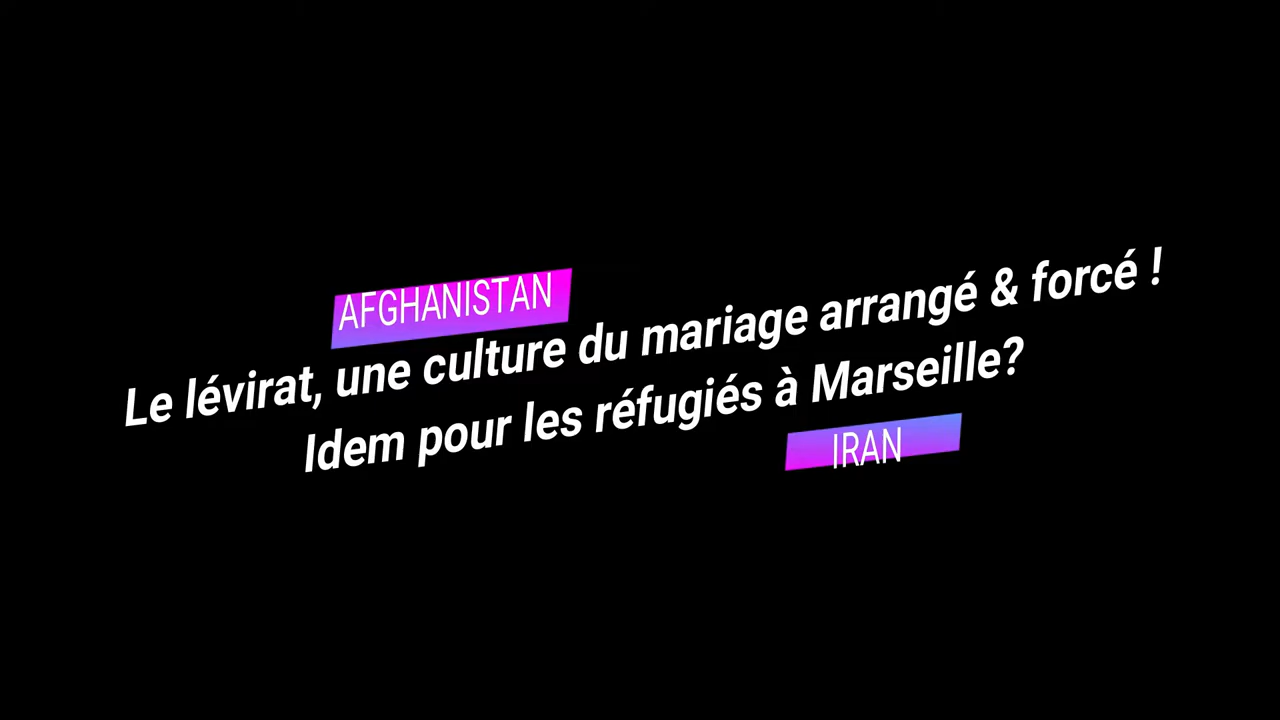 AFGHANISTAN
Le lévirat, une culture du mariage arrangé & forcé !
Idem pour les réfugiés à Marseille?
IRAN